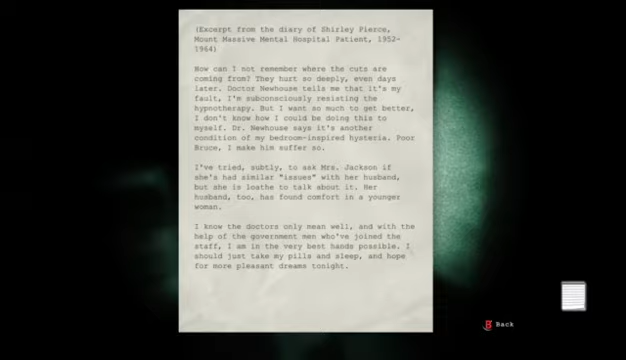 (Excerpt from the diary of Shirley Pierce,
Mount Massive Mental Hospital Patient, 1952-
1964)
How can I not remember where the cuts are
coming from? They hurt so deeply, even days
later. Doctor Newhouse tells me that it's my
fault, I'm subconsciously resisting the
hypnotherapy. But I want so much to get better,
I don't know how I could be doing this to
myself. Dr. Newhouse says it's another
condition of my bedroom-inspired hysteria. Poor
Bruce, I make him suffer so.
I've tried, subtly, to ask Mrs. Jackson if
she's had similar "issues" with her husband,
but she is loathe to talk about it. Her
husband, too, has found comfort in a younger
woman.
I know the doctors only mean well, and with the
help of the government men who've joined the
staff, I am in the very best hands possible. I
should just take my pills and sleep, and hope
for more pleasant dreams tonight.
B Back